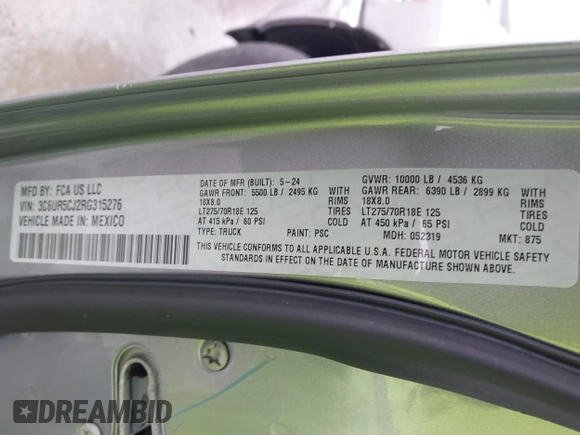 MFD BY: FCA US LLC
VIN: 3C6UR5CJ2RG315276
VEHICLE MADE IN: MEXICO
DATE OF MFR (BUILT): 5-24
GAWR FRONT: 5500 LB / 2495 KG
18X8.0 RIMS
LT275/70R18E 125 TIRES
AT 415 kPa / 60 PSI COLD
TYPE: TRUCK PAINT: PSC
GVWR: 10000 LB / 4536 KG
GAWR REAR: 6390 LB / 2899 KG
18X8.0 RIMS
LT275/70R18E 125 TIRES
AT 450 kPa / 65 PSI COLD
MDH: 052319 MKT: 875
THIS VEHICLE CONFORMS TO ALL APPLICABLE U.S.A. FEDERAL MOTOR VEHICLE SAFETY
STANDARDS IN EFFECT ON THE DATE OF MANUFACTURE SHOWN ABOVE.
DREAMBID